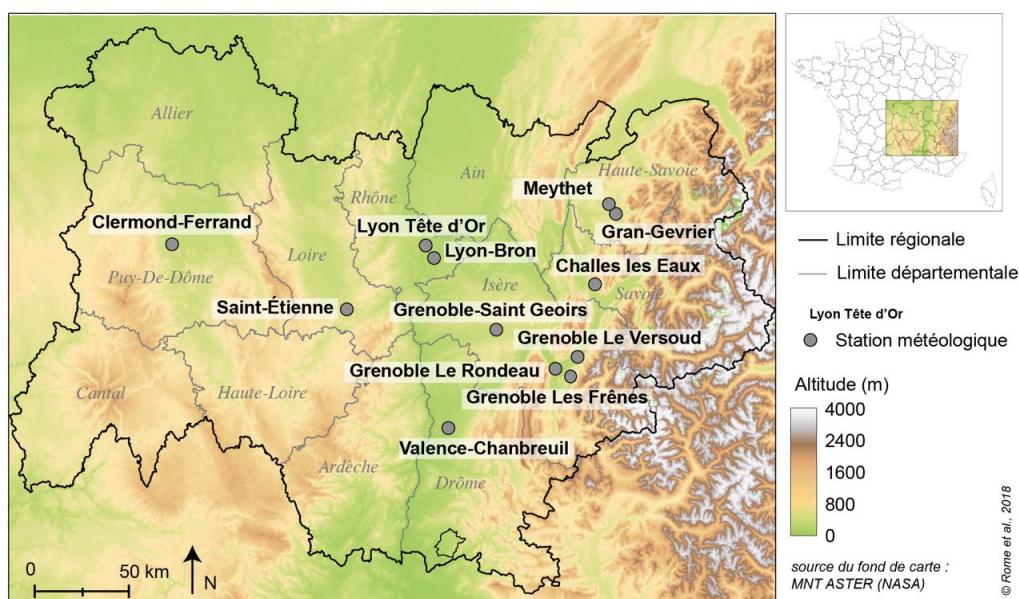 Allier
Haute-Savoie
Ain
Meythet
Rhône
Clermond-Ferrand
Lyon Tête d'Or
Gran-Gevrier
Lyon-Bron
Loire
Challes les Eaux
Puy-De-Dôme
Isère
Savoie
Saint-Étienne
Grenoble-Saint Geoirs
Grenoble Le Versoud
Grenoble Le Rondeau
Cantal
Haute-Loire
Grenoble Les Frênes
Valence-Chanbreuil
Ardèche
Drôme
0 50 km
N
Limite régionale
Limite départementale
Lyon Tête d'Or
Station météologique
Altitude (m)
4000
2400
1600
800
0
source du fond de carte :
MNT ASTER (NASA)
© Rome et al., 2018